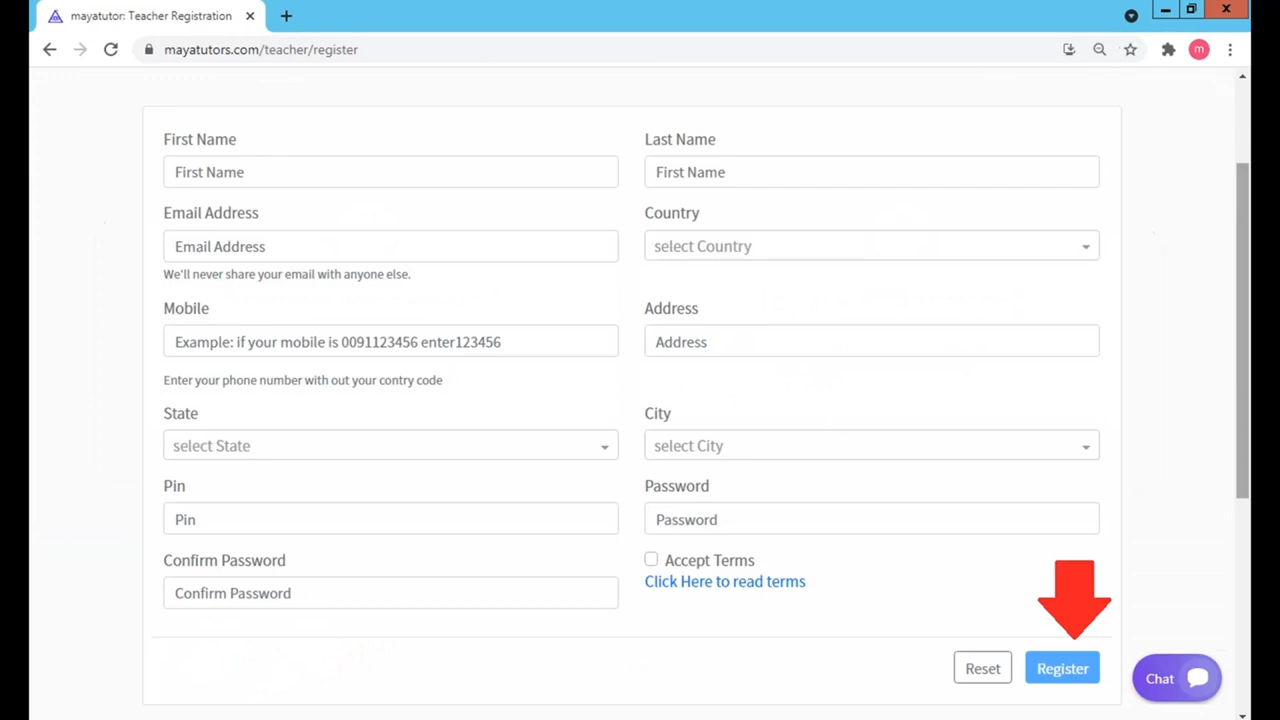 mayatutor: Teacher Registration
mayatutors.com/teacher/register
m
First Name
Last Name
First Name
First Name
Email Address
Country
Email Address
select Country
We'll never share your email with anyone else.
Mobile
Address
Example: if your mobile is 0091123456 enter123456
Address
Enter your phone number with out your contry code
State
City
select State
select City
Pin
Password
Pin
Password
Confirm Password
Accept Terms
Click Here to read terms
Confirm Password
Reset
Register
Chat